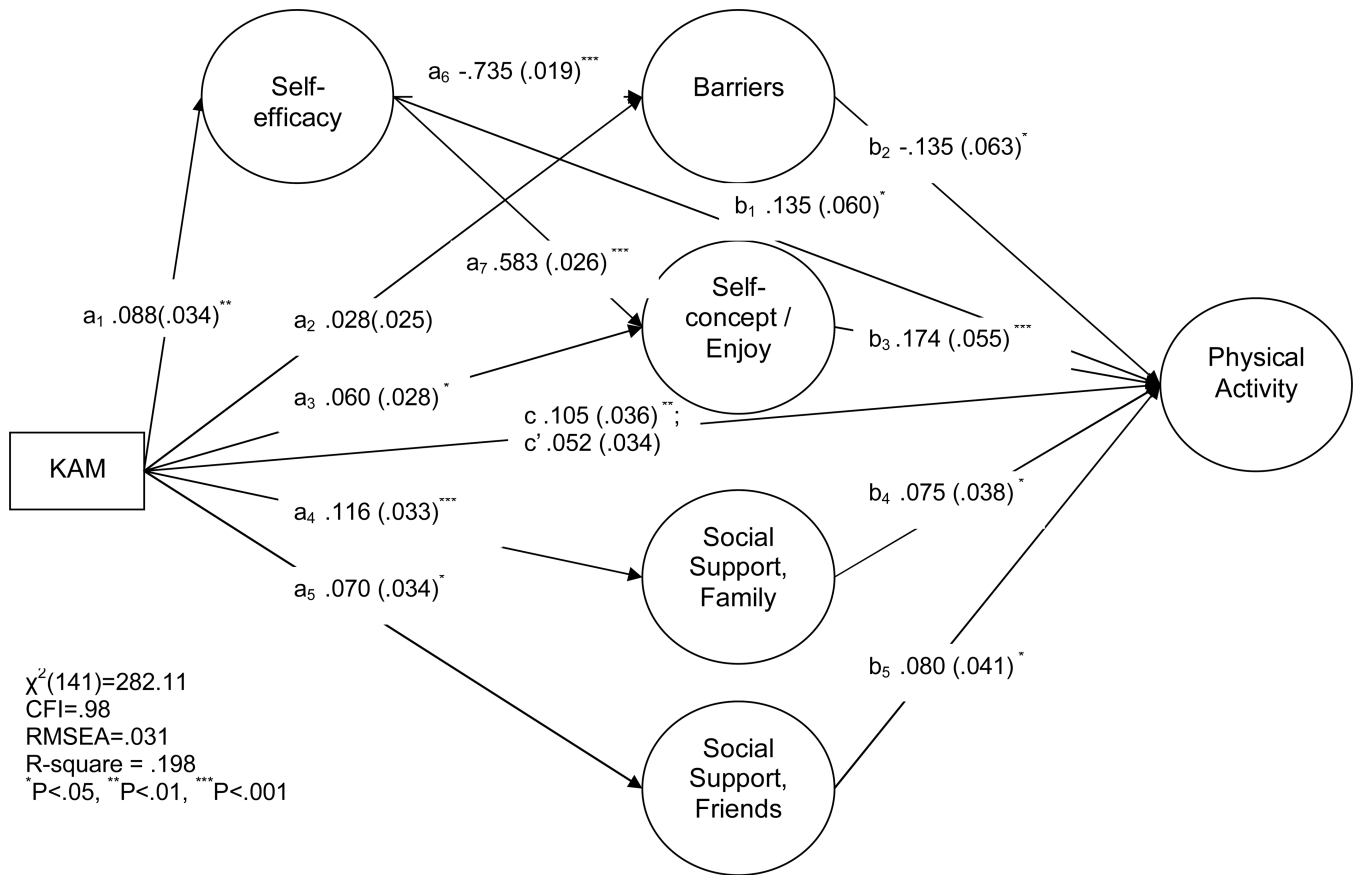 Self-
efficacy
a₆ -.735 (.019)***
Barriers
b₂ -.135 (.063)*
b₁ .135 (.060)*
a₇ .583 (.026)***
Self-
concept /
Enjoy
a₁ .088(.034)**
a₂ .028(.025)
b₃ .174 (.055)***
Physical
Activity
a₃ .060 (.028)*
c .105 (.036)**;
c' .052 (.034)
KAM
a₄ .116 (.033)***
b₄ .075 (.038)*
Social
Support,
Family
a₅ .070 (.034)*
b₅ .080 (.041)*
χ²(141)=282.11
CFI=.98
RMSEA=.031
R-square = .198
*P<.05, **P<.01, ***P<.001
Social
Support,
Friends